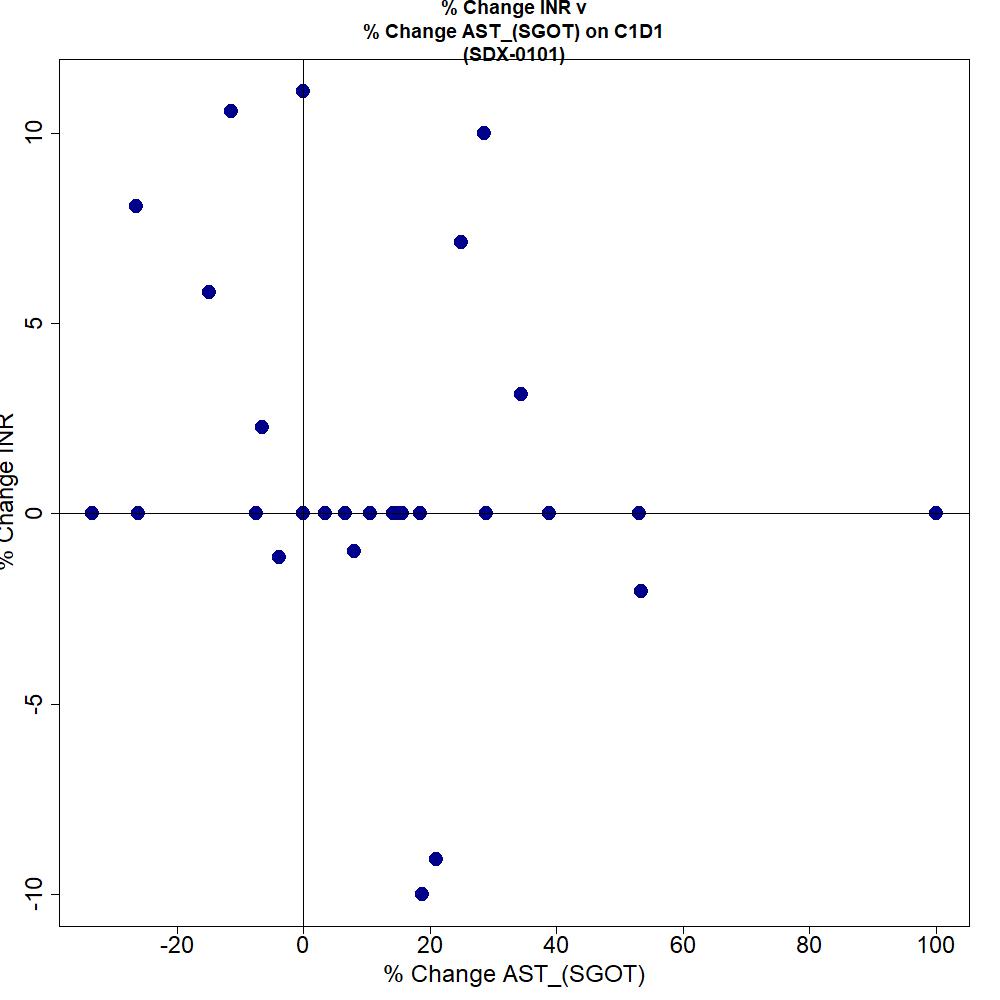 % Change INR v
% Change AST_(SGOT) on C1D1
(SDX-0101)
% Change INR
10
5
0
-5
-10
-20
0
20
40
60
80
100
% Change AST_(SGOT)